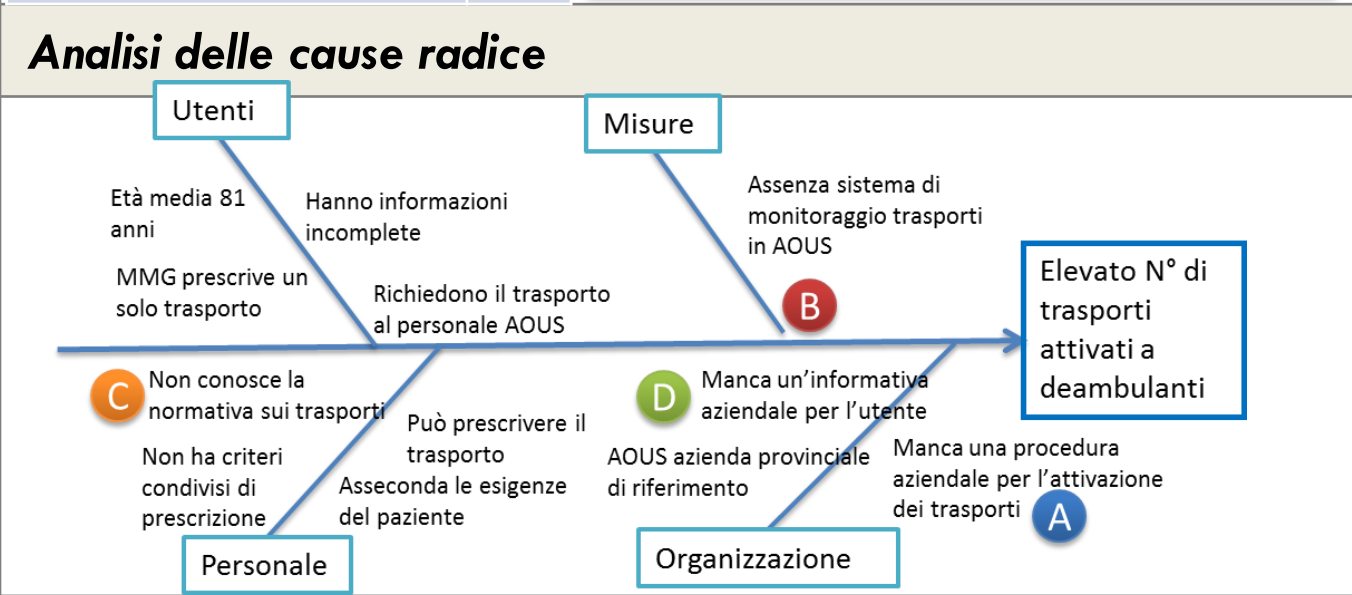 Analisi delle cause radice
Utenti
Misure
Età media 81
anni
Hanno informazioni
incomplete
MMG prescrive un
solo trasporto
Richiedono il trasporto
al personale AOUS
Assenza sistema di
monitoraggio trasporti
in AOUS
B
Elevato N° di
trasporti
attivati a
deambulanti
C
Non conosce la
normativa sui trasporti
Non ha criteri
condivisi di
prescrizione
Può prescrivere il
trasporto
Asseconda le esigenze
del paziente
D
Manca un’informativa
aziendale per l’utente
AOUS azienda provinciale
di riferimento
Manca una procedura
aziendale per l’attivazione
dei trasporti
A
Personale
Organizzazione